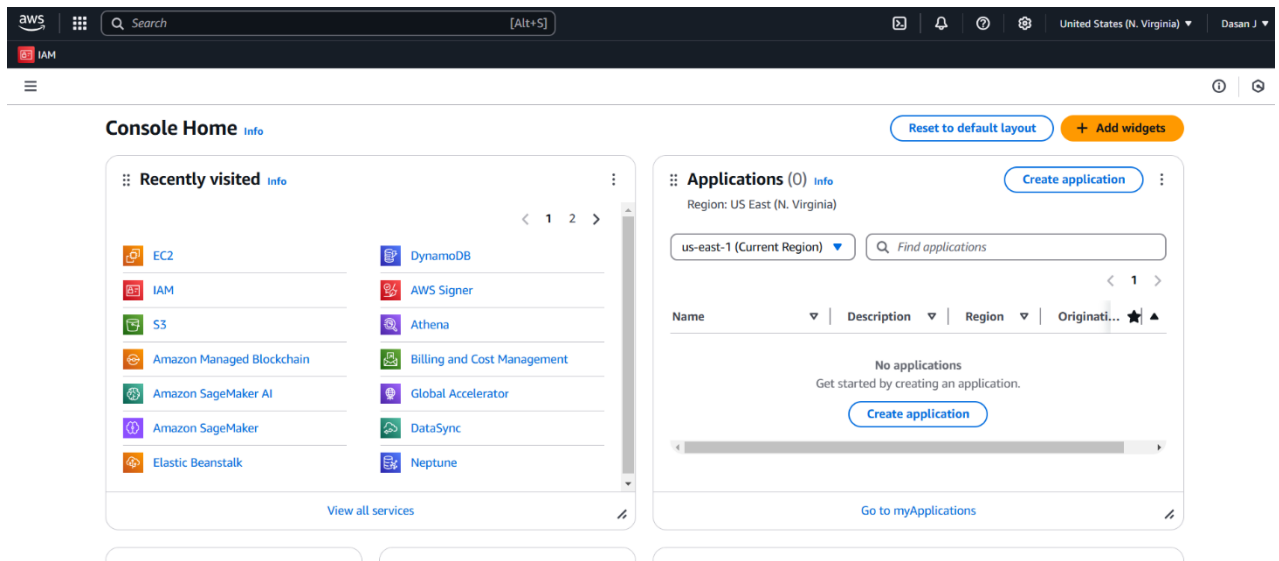 aws
Search [Alt+S]
United States (N. Virginia)
Dasan J
IAM
Console Home Info
Reset to default layout
+ Add widgets
Recently visited Info
1 2
EC2
IAM
S3
Amazon Managed Blockchain
Amazon SageMaker AI
Amazon SageMaker
Elastic Beanstalk
DynamoDB
AWS Signer
Athena
Billing and Cost Management
Global Accelerator
DataSync
Neptune
View all services
Applications (0) Info
Create application
Region: US East (N. Virginia)
us-east-1 (Current Region)
Find applications
1
Name Description Region Originati...
No applications
Get started by creating an application.
Create application
Go to myApplications